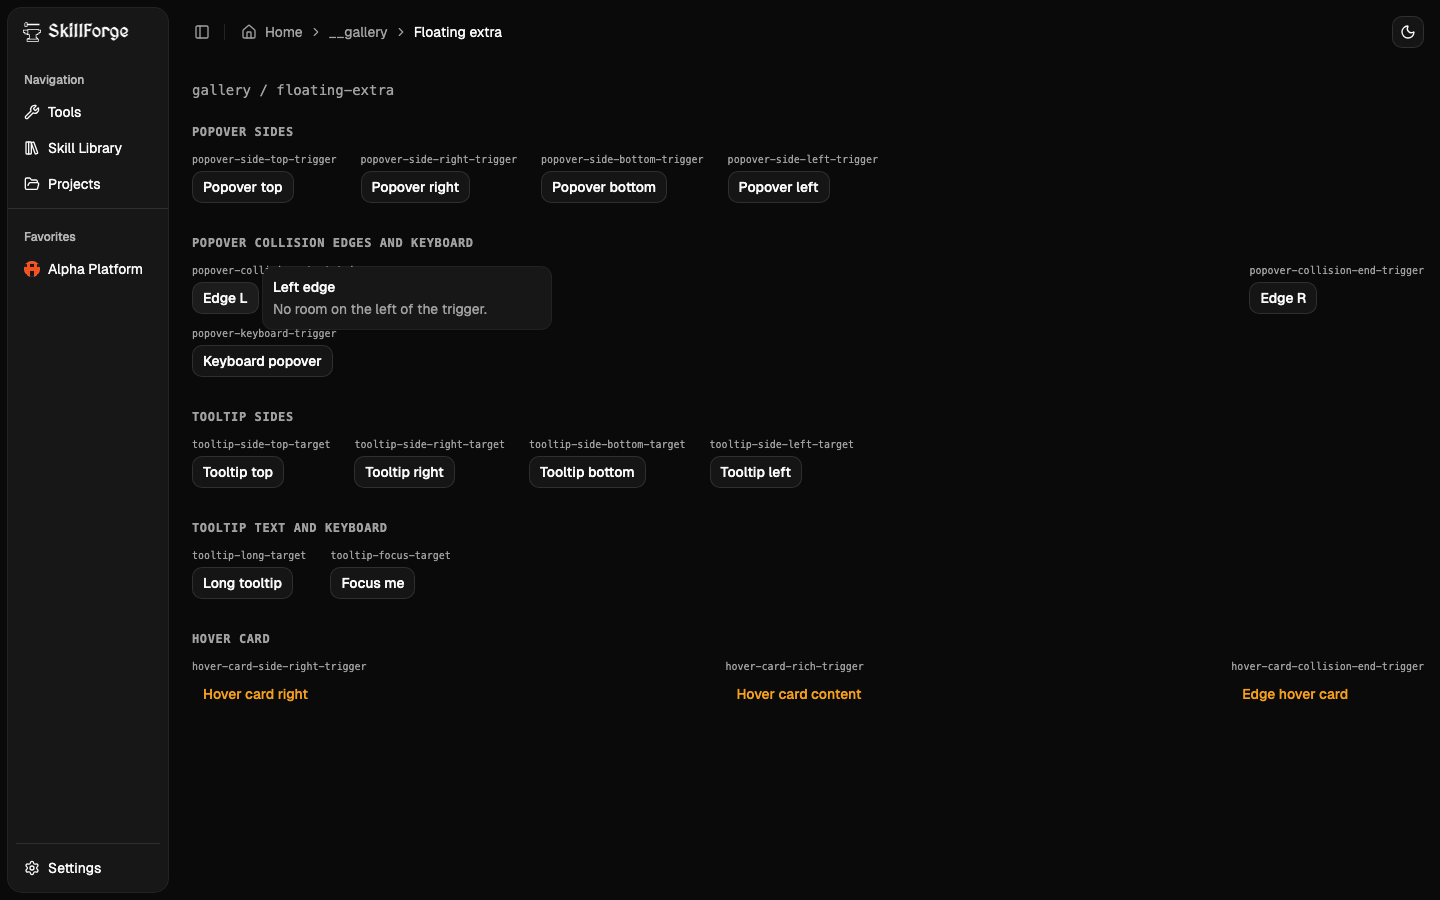 SkillForge
Home > __gallery > Floating extra
Navigation
Tools
Skill Library
Projects
Favorites
Alpha Platform
Settings
gallery / floating-extra
POPOVER SIDES
popover-side-top-trigger popover-side-right-trigger popover-side-bottom-trigger popover-side-left-trigger
Popover top Popover right Popover bottom Popover left
POPOVER COLLISION EDGES AND KEYBOARD
popover-collision-end-trigger
Edge L Left edge Edge R
No room on the left of the trigger.
popover-keyboard-trigger
Keyboard popover
TOOLTIP SIDES
tooltip-side-top-target tooltip-side-right-target tooltip-side-bottom-target tooltip-side-left-target
Tooltip top Tooltip right Tooltip bottom Tooltip left
TOOLTIP TEXT AND KEYBOARD
tooltip-long-target tooltip-focus-target
Long tooltip Focus me
HOVER CARD
hover-card-side-right-trigger hover-card-rich-trigger hover-card-collision-end-trigger
Hover card right Hover card content Edge hover card